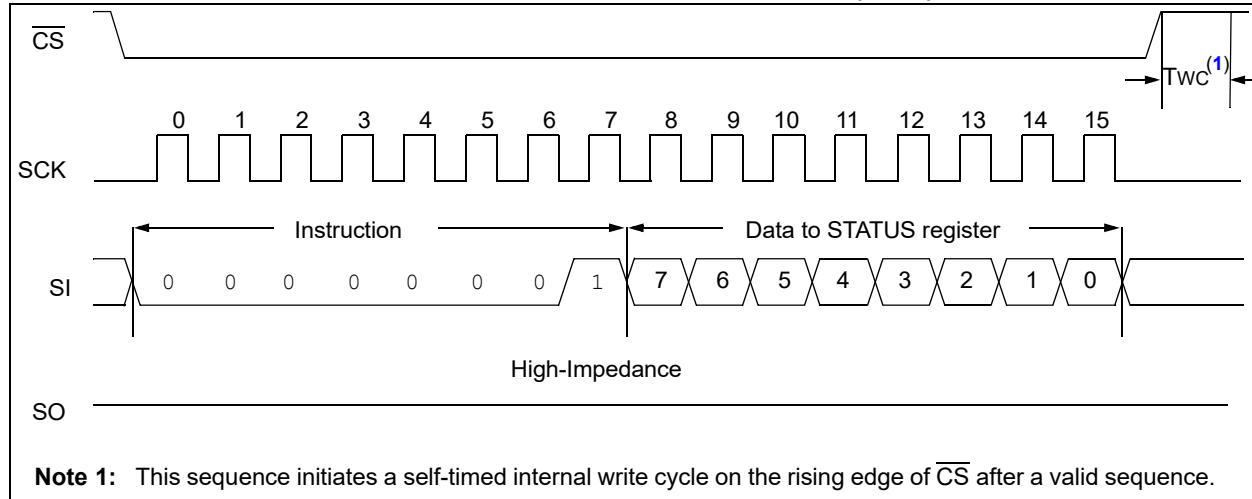 CS
TWC(1)
0 1 2 3 4 5 6 7 8 9 10 11 12 13 14 15
SCK
Instruction Data to STATUS register
SI 0 0 0 0 0 0 0 1 7 6 5 4 3 2 1 0
High-Impedance
SO
Note 1: This sequence initiates a self-timed internal write cycle on the rising edge of CS after a valid sequence.